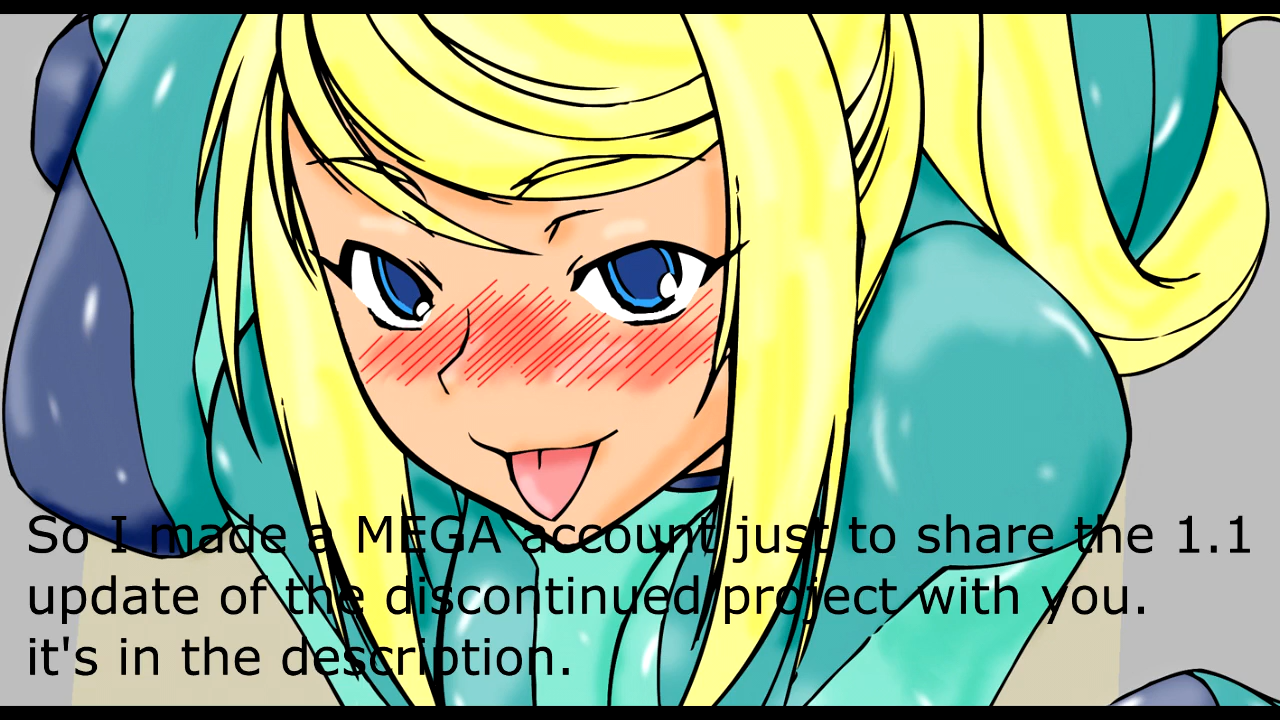 So I made a MEGA account just to share the 1.1
update of the discontinued project with you.
it's in the description.